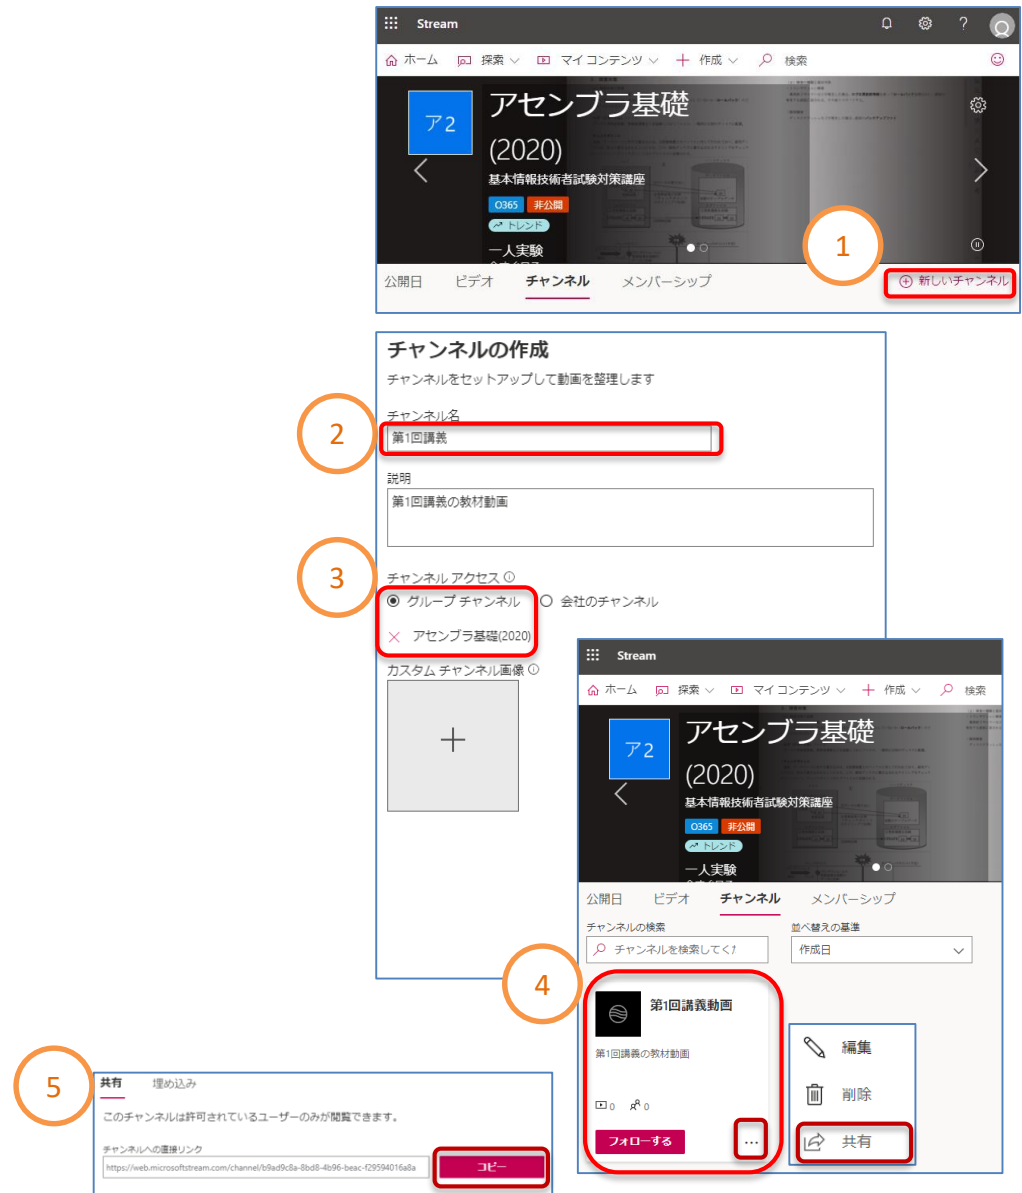 Stream
?
ホーム 探索 マイ コンテンツ 作成 検索
ア2
アセンブラ基礎
(2020)
基本情報技術者試験対策講座
O365 非公開
トレンド
一人実験
1
公開日 ビデオ チャンネル メンバーシップ
新しいチャンネル
チャンネルの作成
チャンネルをセットアップして動画を整理します
チャンネル名
2
第1回講義
説明
第1回講義の教材動画
3
チャンネル アクセス
グループ チャンネル 会社のチャンネル
アセンブラ基礎(2020)
カスタム チャンネル画像
Stream
ホーム 探索 マイ コンテンツ 作成 検索
ア2
アセンブラ基礎
(2020)
基本情報技術者試験対策講座
O365 非公開
トレンド
一人実験
公開日 ビデオ チャンネル メンバーシップ
チャンネルの検索 並べ替えの基準
チャンネルを検索してく 作成日
4
第1回講義動画
第1回講義の教材動画
0 0
フォローする ...
編集
削除
共有
5
共有 埋め込み
このチャンネルは許可されているユーザーのみが閲覧できます。
チャンネルへの直接リンク
https://web.microsoftstream.com/channel/b9ad9c8a-8bd8-4b96-beac-f29594016a8a コピー